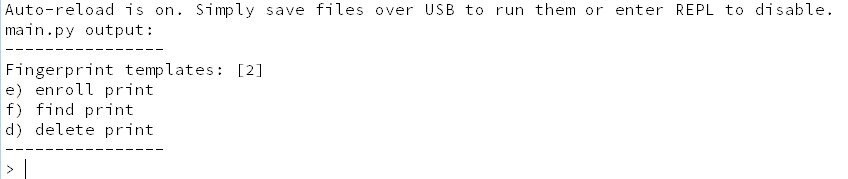 Auto-reload is on. Simply save files over USB to run them or enter REPL to disable.
main.py output:
----------------
Fingerprint templates: [2]
e) enroll print
f) find print
d) delete print
----------------
>